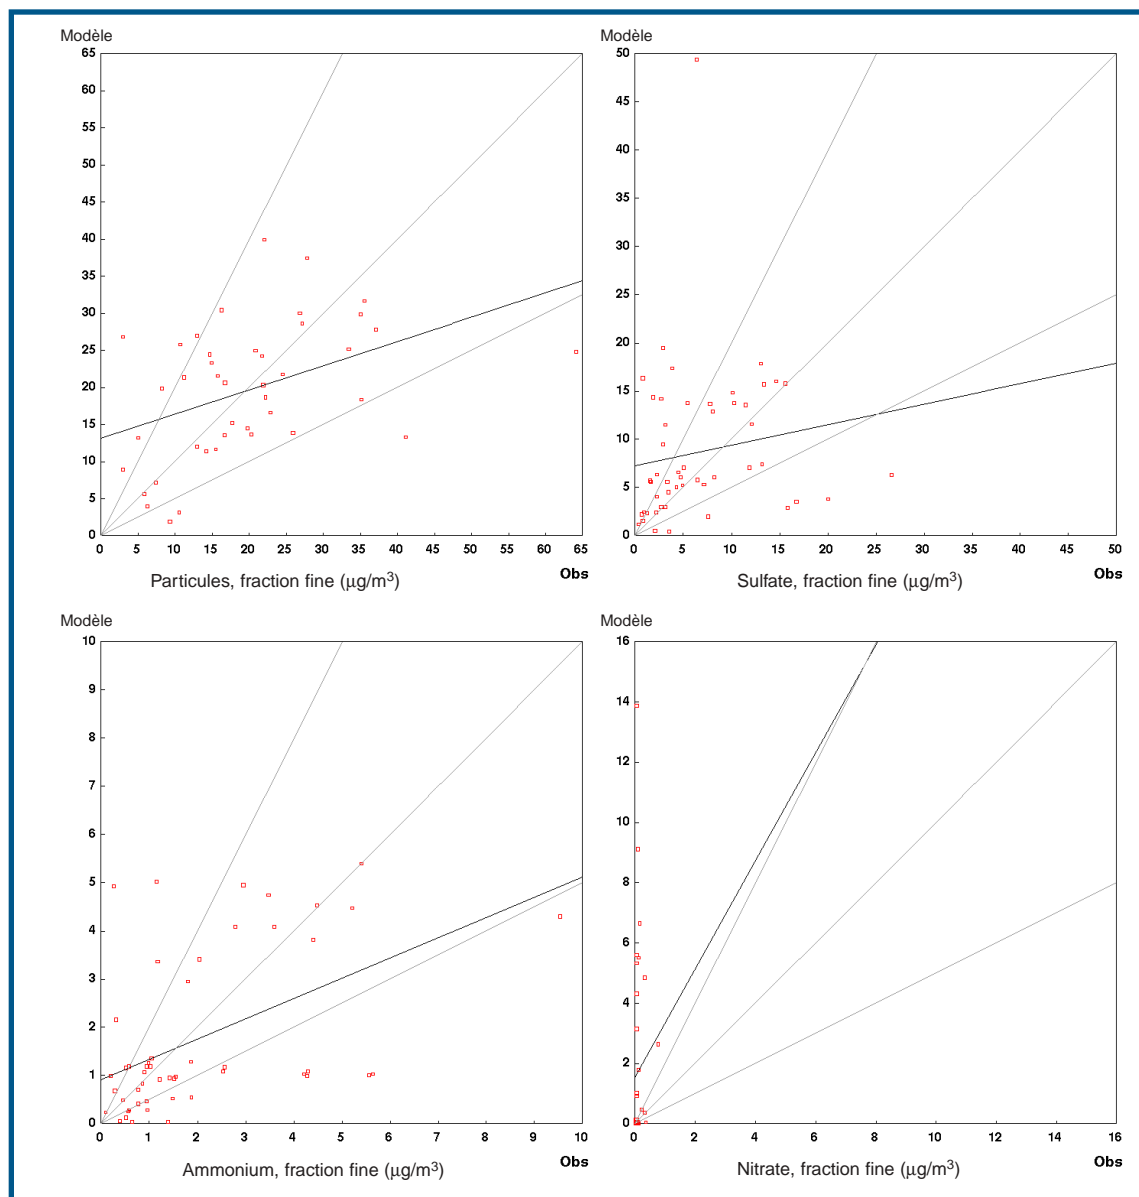 Modèle
65
60
55
50
45
40
35
30
25
20
15
10
5
0
0 5 10 15 20 25 30 35 40 45 50 55 60 65
Obs
Particules, fraction fine (µg/m³)
Modèle
50
45
40
35
30
25
20
15
10
5
0
0 5 10 15 20 25 30 35 40 45 50
Obs
Sulfate, fraction fine (µg/m³)
Modèle
10
9
8
7
6
5
4
3
2
1
0
0 1 2 3 4 5 6 7 8 9 10
Obs
Ammonium, fraction fine (µg/m³)
Modèle
16
14
12
10
8
6
4
2
0
0 2 4 6 8 10 12 14 16
Obs
Nitrate, fraction fine (µg/m³)